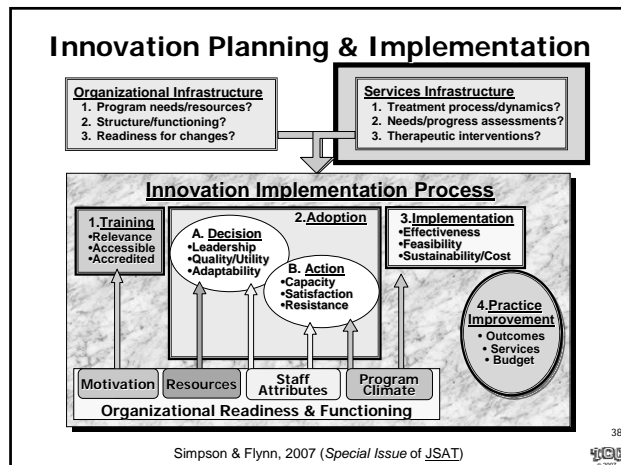 Innovation Planning & Implementation
Organizational Infrastructure
1. Program needs/resources?
2. Structure/functioning?
3. Readiness for changes?
Services Infrastructure
1. Treatment process/dynamics?
2. Needs/progress assessments?
3. Therapeutic interventions?
Innovation Implementation Process
1.Training
•Relevance
•Accessible
•Accredited
2.Adoption
A. Decision
•Leadership
•Quality/Utility
•Adaptability
B. Action
•Capacity
•Satisfaction
•Resistance
3.Implementation
•Effectiveness
•Feasibility
•Sustainability/Cost
4.Practice
Improvement
• Outcomes
• Services
• Budget
Motivation
Resources
Staff
Attributes
Program
Climate
Organizational Readiness & Functioning
Simpson & Flynn, 2007 (Special Issue of JSAT)
38
© 2007